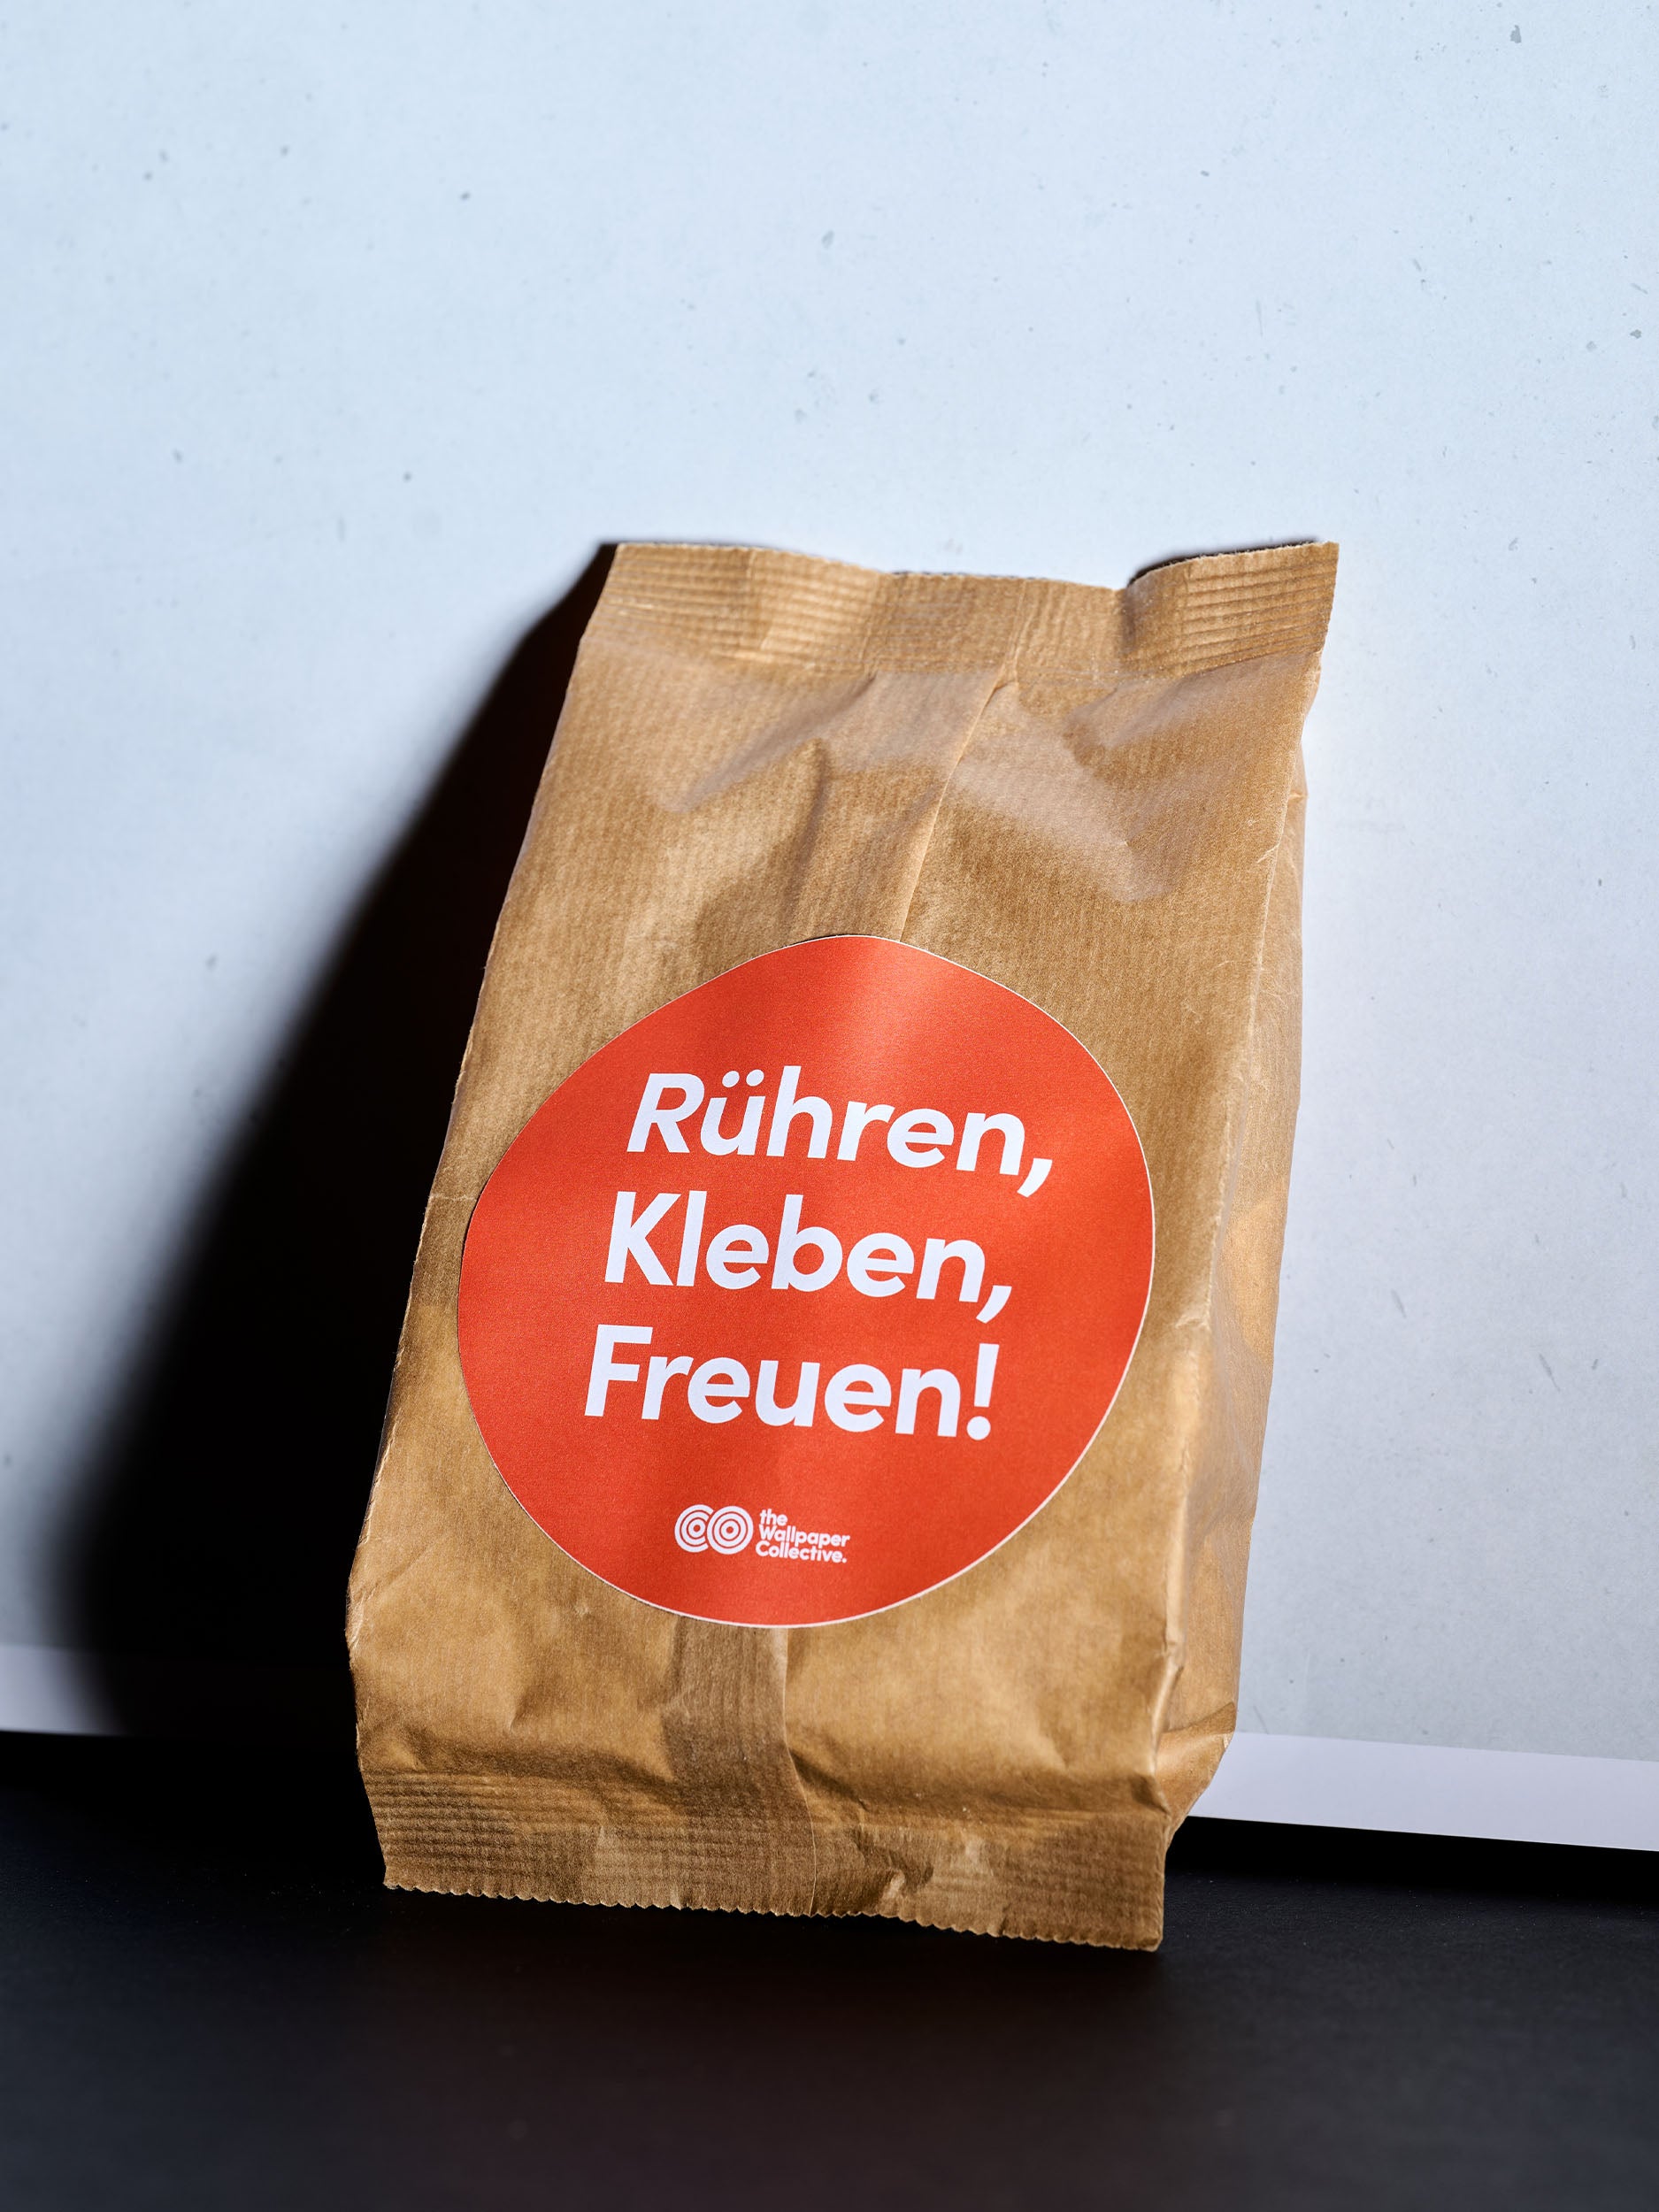 Rühren,
Kleben,
Freuen!
the
Wallpaper
Collective.